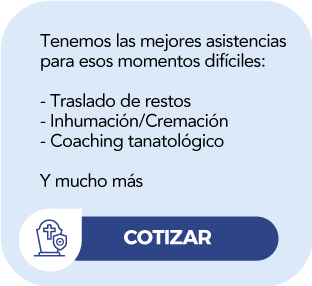 Tenemos las mejores asistencias
para esos momentos difíciles:
- Traslado de restos
- Inhumación/Cremación
- Coaching tanatológico
Y mucho más
COTIZAR